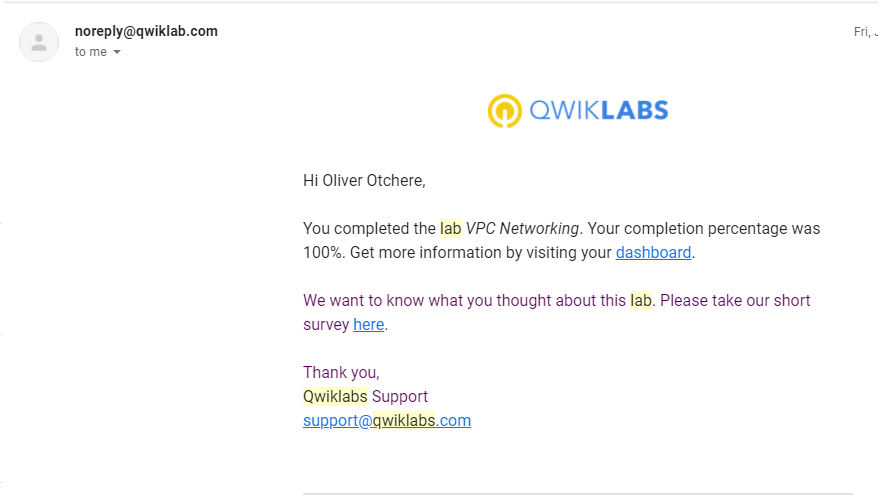 noreply@qwiklab.com
Fri,
to me
QWIKLABS
Hi Oliver Otchere,
You completed the lab VPC Networking. Your completion percentage was
100%. Get more information by visiting your dashboard.
We want to know what you thought about this lab. Please take our short
survey here.
Thank you,
Qwiklabs Support
support@qwiklabs.com